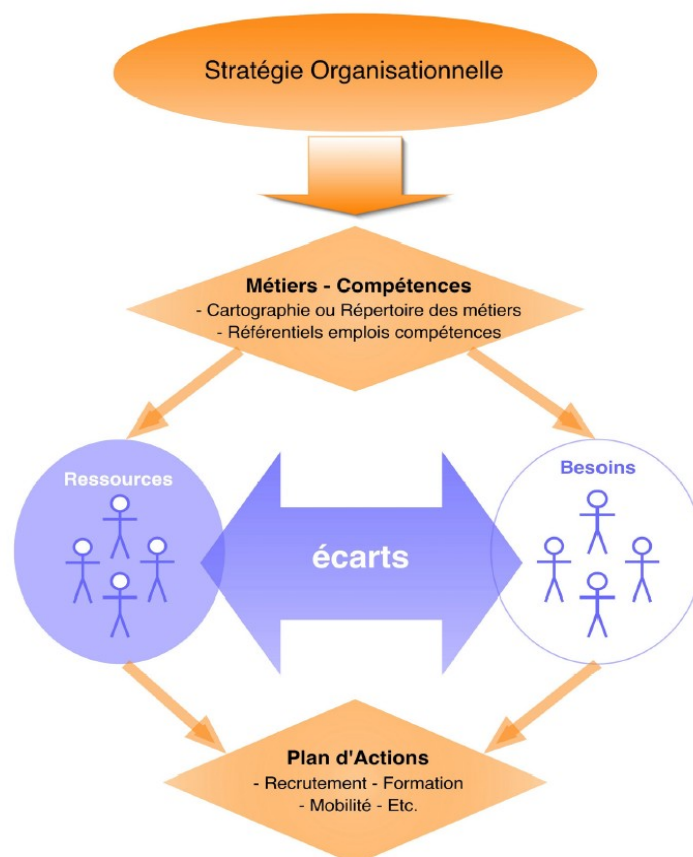 Stratégie Organisationnelle
Métiers - Compétences
- Cartographie ou Répertoire des métiers
- Référentiels emplois compétences
Ressources
Besoins
écarts
Plan d'Actions
- Recrutement - Formation
- Mobilité - Etc.